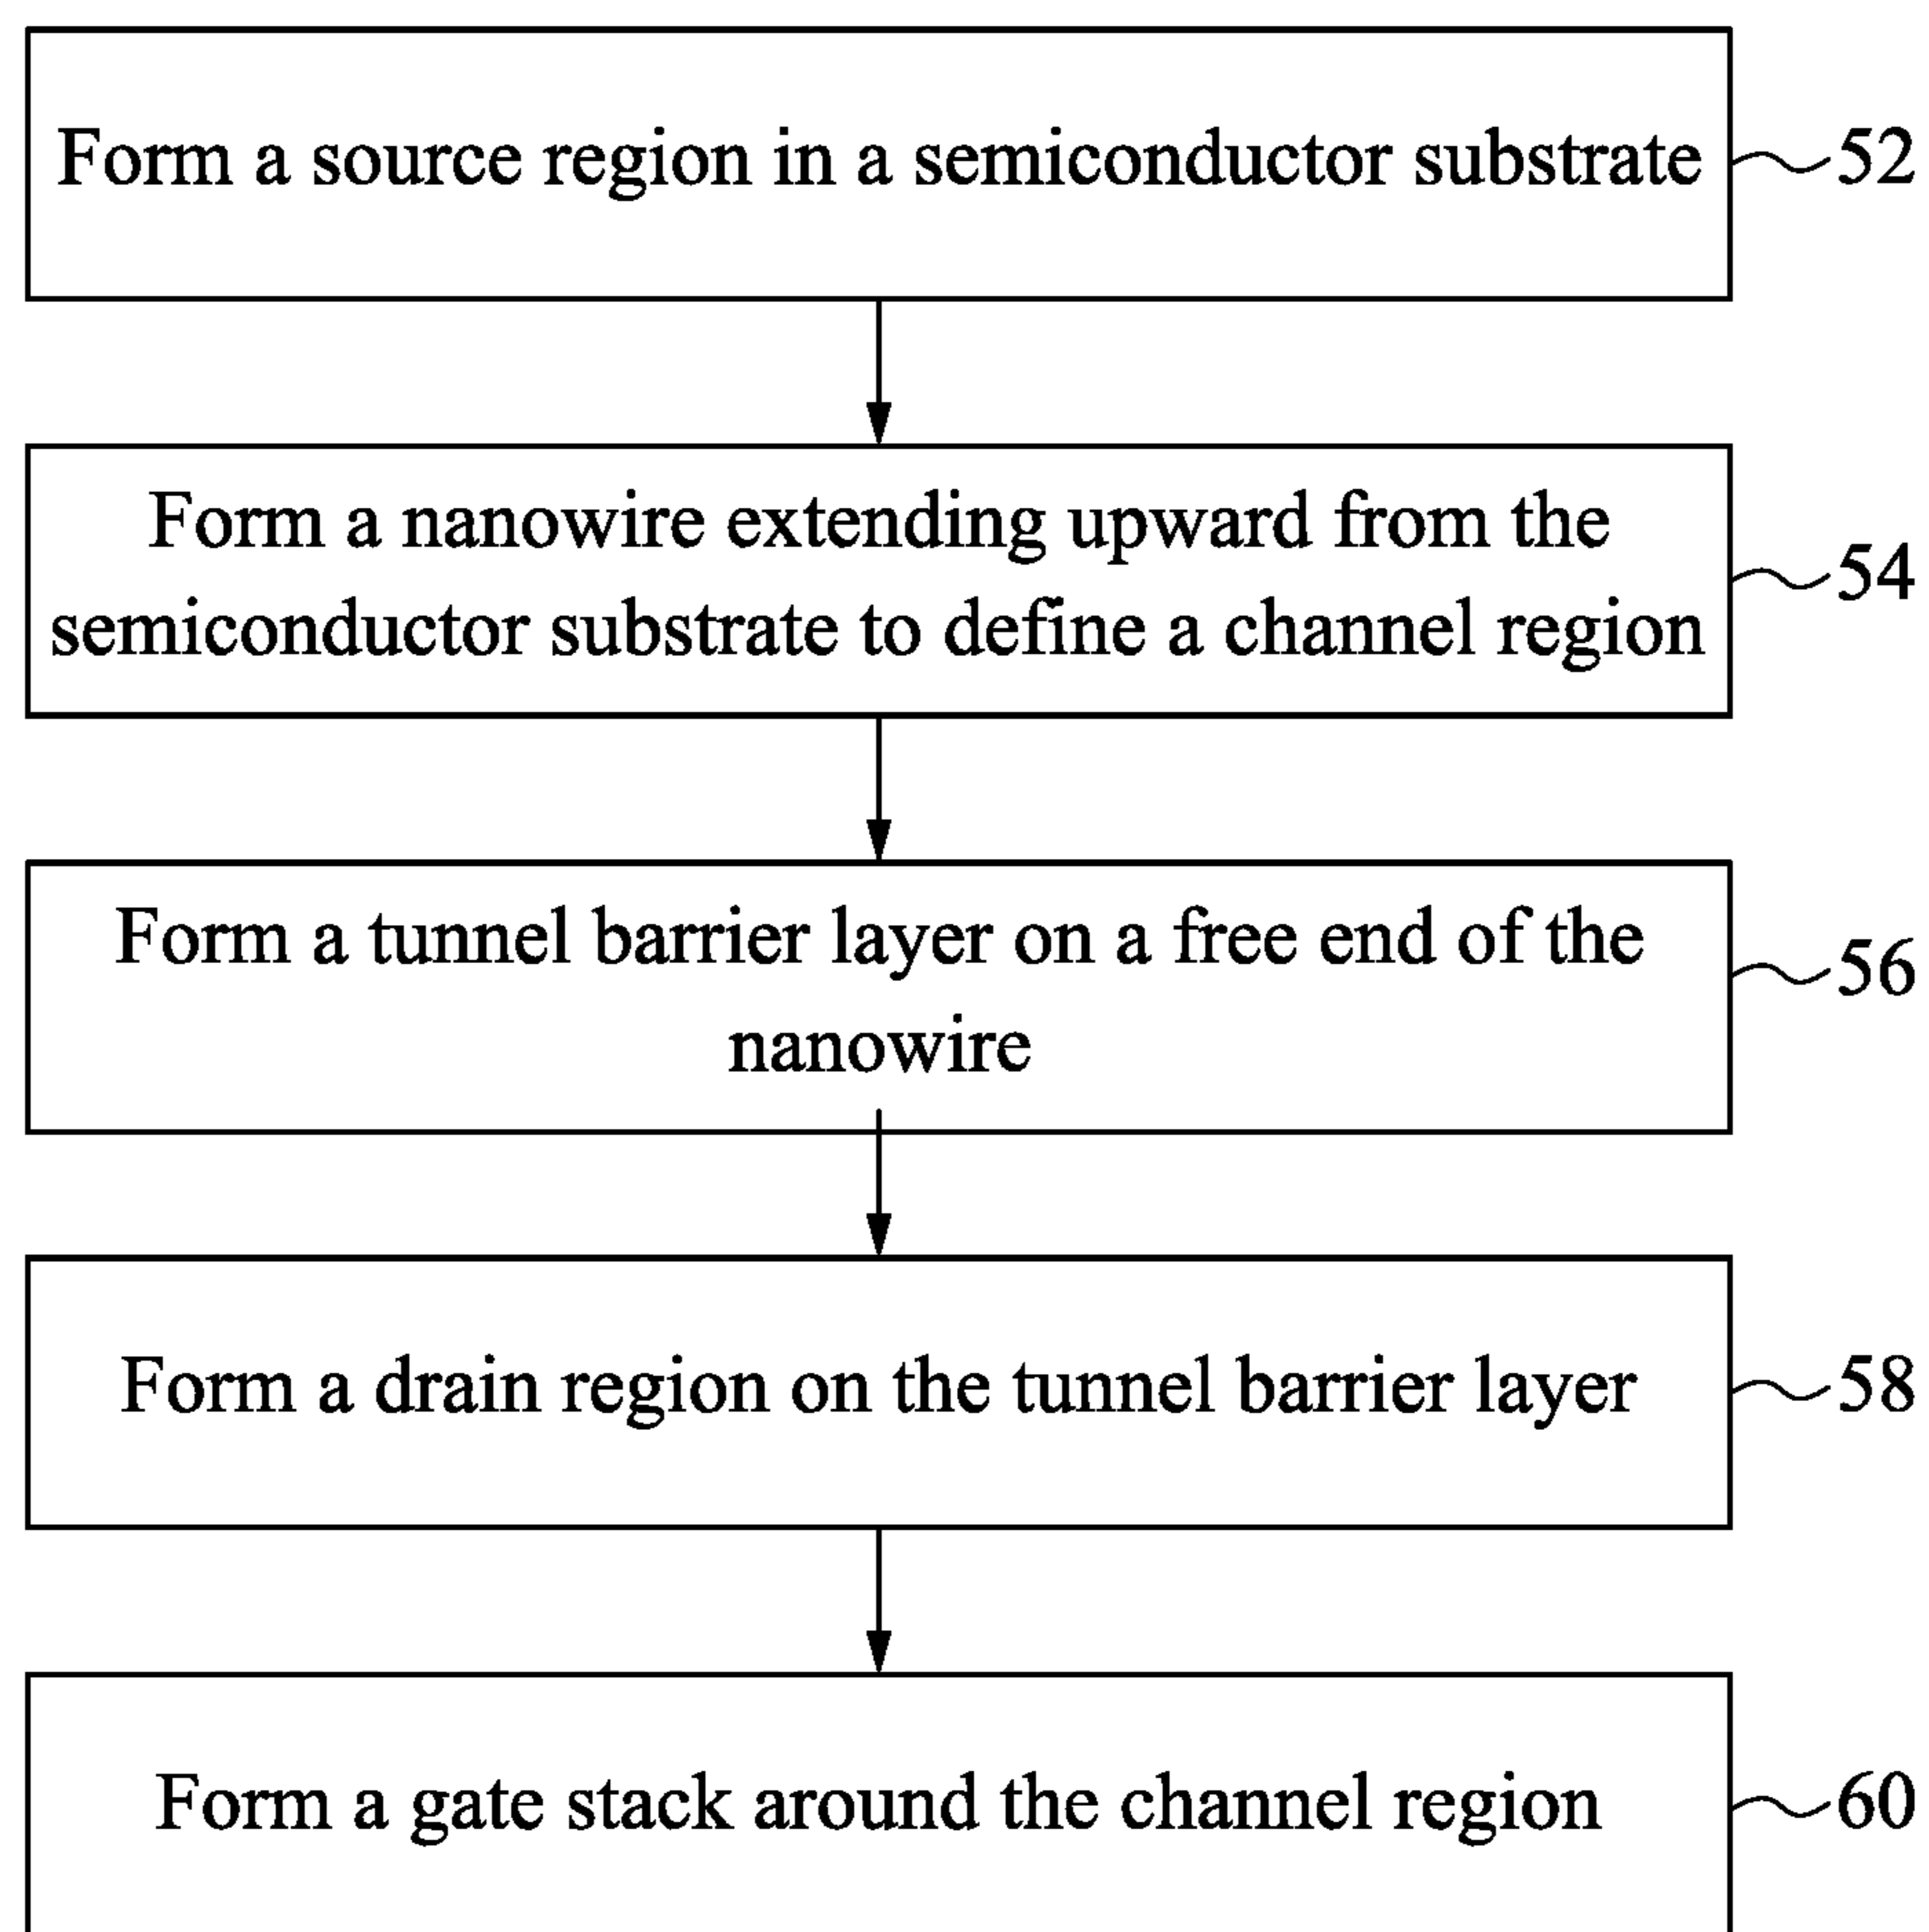 Form a source region in a semiconductor substrate
52
Form a nanowire extending upward from the
semiconductor substrate to define a channel region
54
Form a tunnel barrier layer on a free end of the
nanowire
56
Form a drain region on the tunnel barrier layer
58
Form a gate stack around the channel region
60